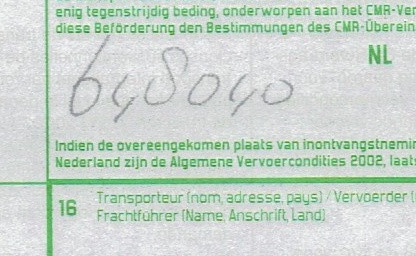 enig tegenstrijdig beding, onderworpen aan het CMR-Ver
diese Beförderung den Bestimmungen des CMR-Überein
NL
648040
Indien de overeengekomen plaats van inontvangstnemin
Nederland zijn de Algemene Vervoercondities 2002, laats
16 Transporteur (nom, adresse, pays) / Vervoerder (
Frachtführer (Name, Anschrift, Land)